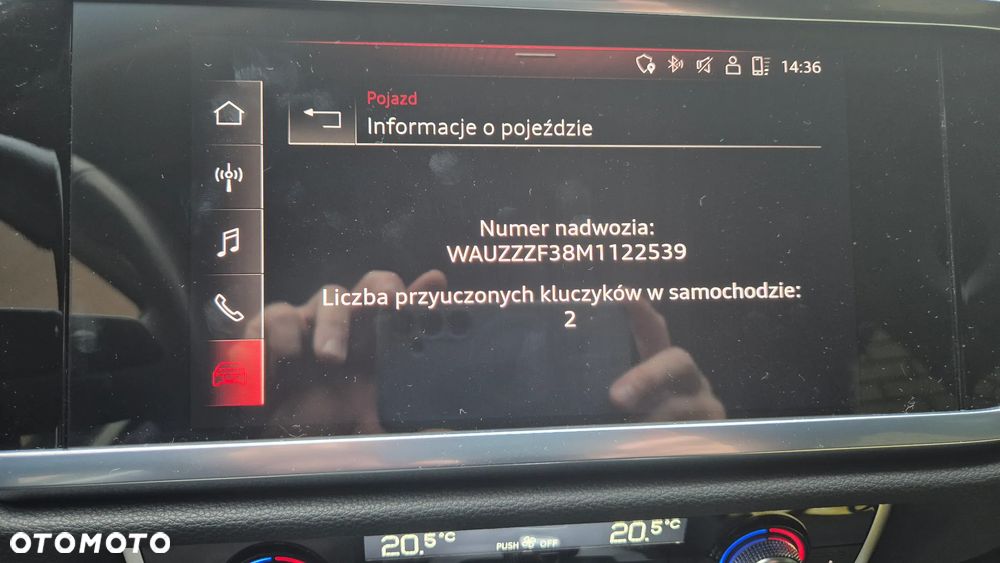 14:36
Pojazd
Informacje o pojeździe
Numer nadwozia:
WAUZZZF38M1122539
Liczba przyuczonych kluczyków w samochodzie:
2
20.5°C
PUSH OFF
20.5°C
OTOMOTO